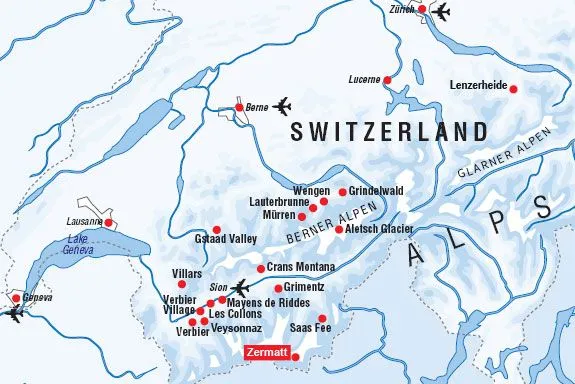 Zürich
Lucerne
Lenzerheide
Berne
SWITZERLAND
GLARNER ALPEN
Wengen
Grindelwald
Lauterbrunne
Mürren
BERNER ALPEN
ALPS
Lausanne
Gstaad Valley
Aletsch Glacier
Lake
Geneva
Crans Montana
Villars
Sion
Grimentz
Geneva
Verbier
Village
Mayens de Riddes
Les Collons
Verbier
Veysonnaz
Saas Fee
Zermatt